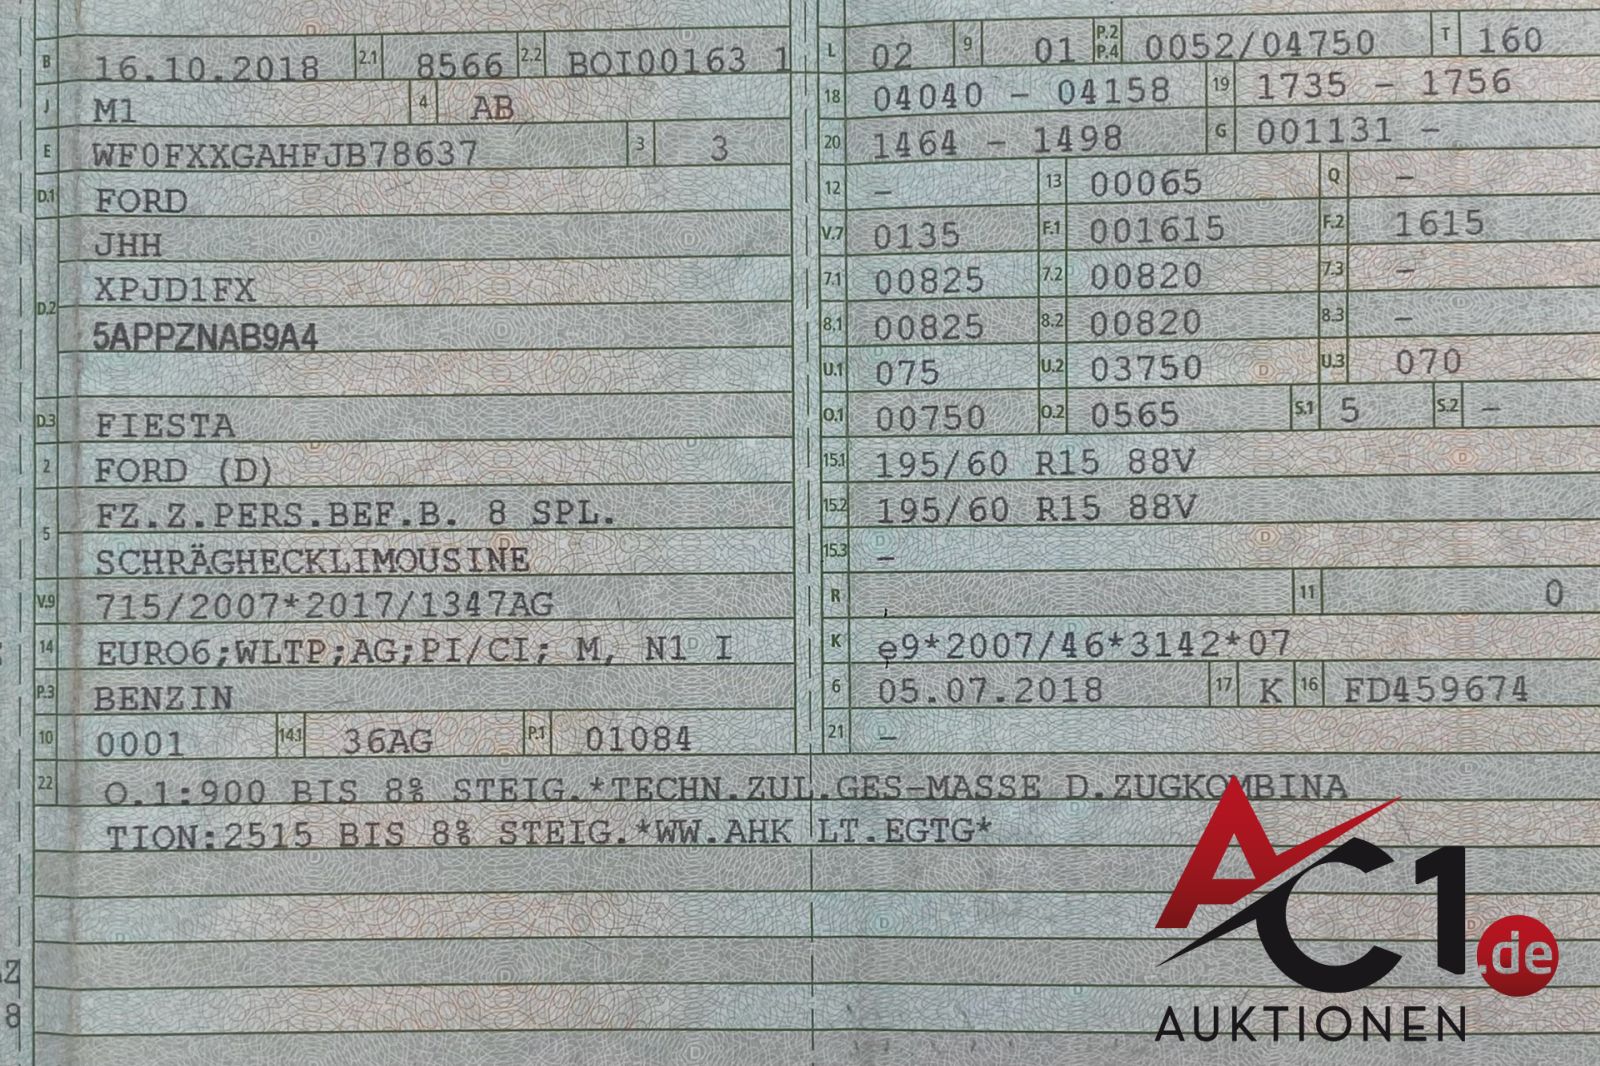 B 16.10.2018 2.1 8566 2.2 BOI00163 1
J M1 4 AB
E WF0FXXGAHFJB78637 3 3
D.1 FORD
JHH
D.2 XPJD1FX
5APPZNAB9A4
D.3 FIESTA
2 FORD (D)
5 FZ.Z.PERS.BEF.B. 8 SPL.
SCHRÄGHECKLIMOUSINE
V.9 715/2007*2017/1347AG
14 EURO6;WLTP;AG;PI/CI; M, N1 I
P.3 BENZIN
10 0001 14.1 36AG P.1 01084
L 02 9 01 P.2 P.4 0052/04750 T 160
18 04040 - 04158 19 1735 - 1756
20 1464 - 1498 G 001131 -
12 - 13 00065 Q -
V.7 0135 F.1 001615 F.2 1615
7.1 00825 7.2 00820 7.3 -
8.1 00825 8.2 00820 8.3 -
U.1 075 U.2 03750 U.3 070
O.1 00750 O.2 0565 S.1 5 S.2 -
15.1 195/60 R15 88V
15.2 195/60 R15 88V
15.3 -
R 11 0
K e9*2007/46*3142*07
6 05.07.2018 17 K 16 FD459674
21 -
22 O.1:900 BIS 8% STEIG.*TECHN.ZUL.GES-MASSE D.ZUGKOMBINA
TION:2515 BIS 8% STEIG.*WW.AHK LT.EGTG*
Z
8
AC1.de
AUKTIONEN